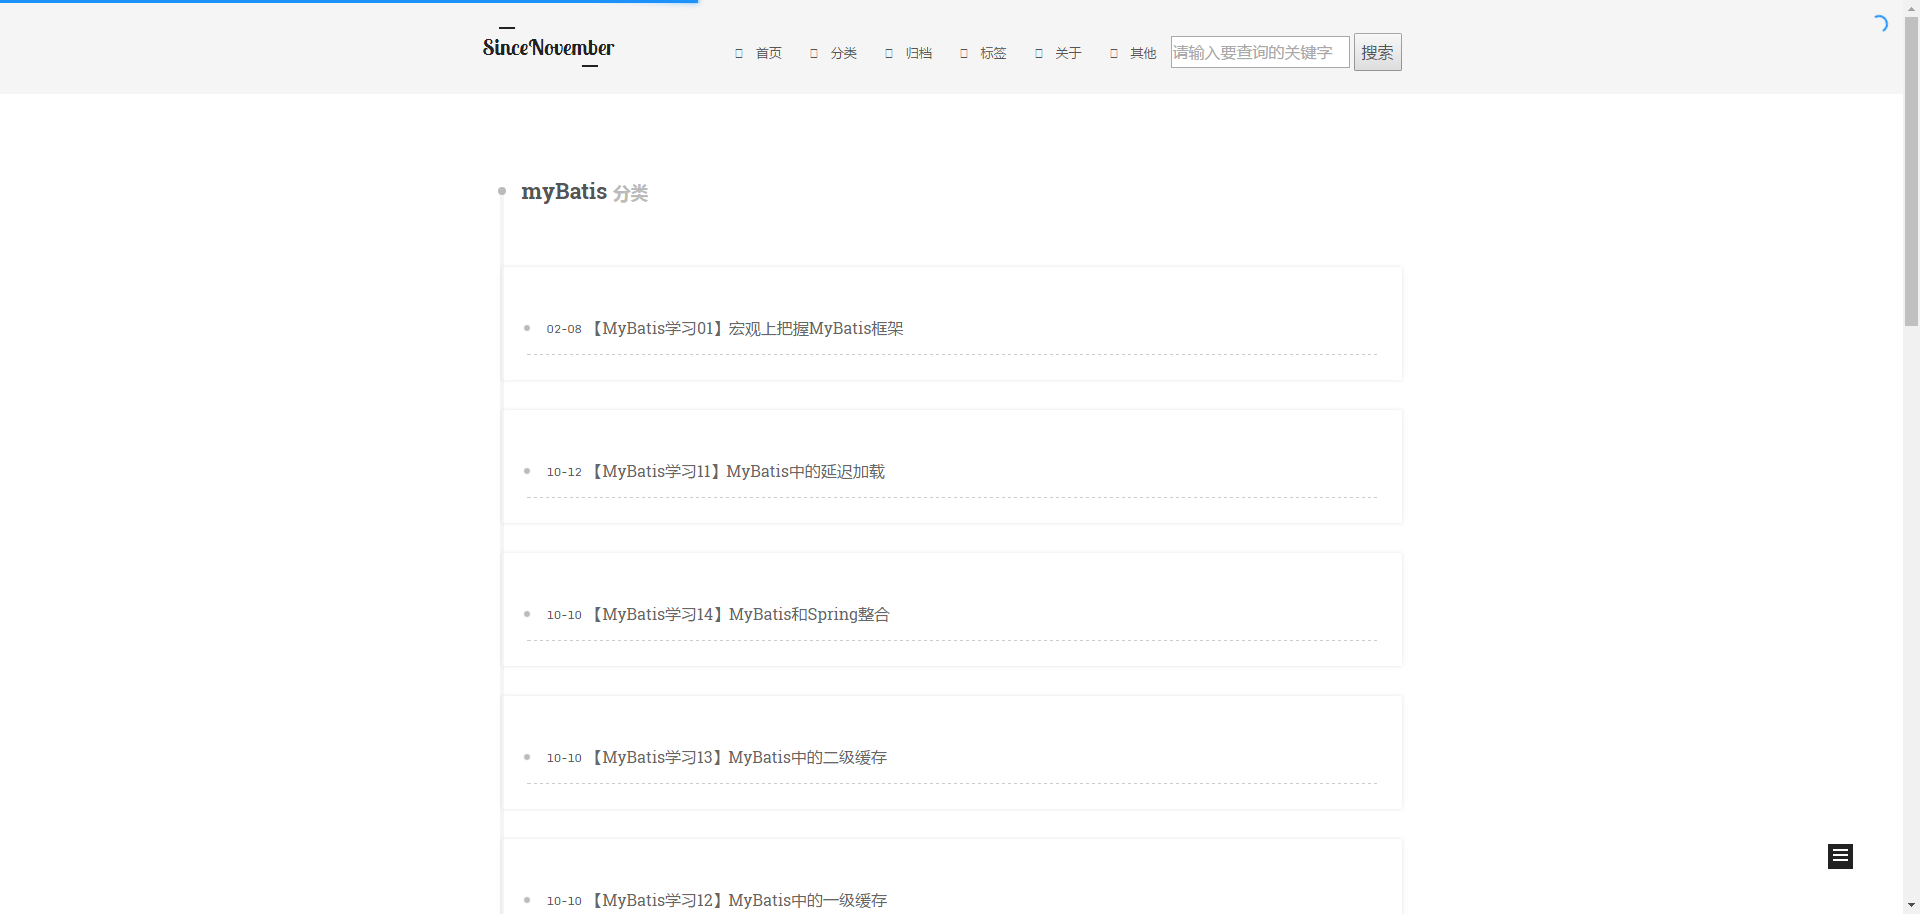 SinceNovember
首页 分类 归档 标签 关于 其他 请输入要查询的关键字 搜索
myBatis 分类
02-08 【MyBatis学习01】宏观上把握MyBatis框架
10-12 【MyBatis学习11】MyBatis中的延迟加载
10-10 【MyBatis学习14】MyBatis和Spring整合
10-10 【MyBatis学习13】MyBatis中的二级缓存
10-10 【MyBatis学习12】MyBatis中的一级缓存